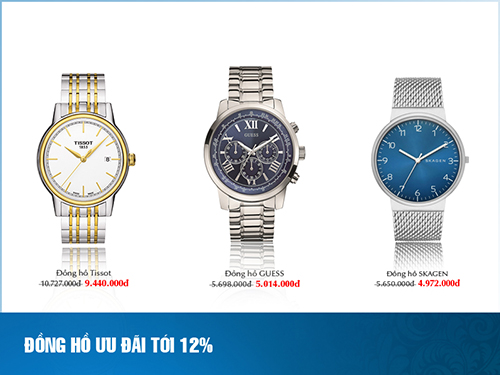 TISSOT
1853
GUESS
SKAGEN
Đồng hồ Tissot
10.727.000đ 9.440.000đ
Đồng hồ GUESS
5.698.000đ 5.014.000đ
Đồng hồ SKAGEN
5.650.000đ 4.972.000đ
ĐỒNG HỒ ƯU ĐÃI TỚI 12%